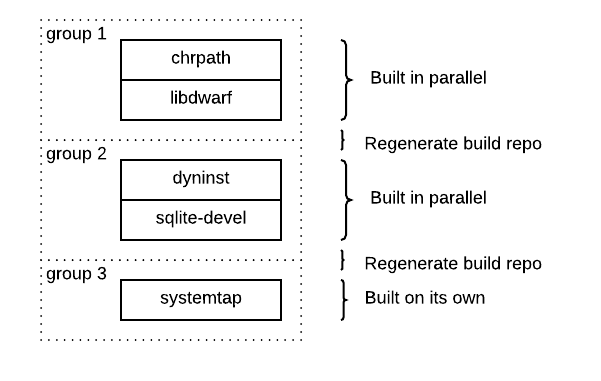 group 1
chrpath
libdwarf
Built in parallel
Regenerate build repo
group 2
dyninst
sqlite-devel
Built in parallel
Regenerate build repo
group 3
systemtap
Built on its own